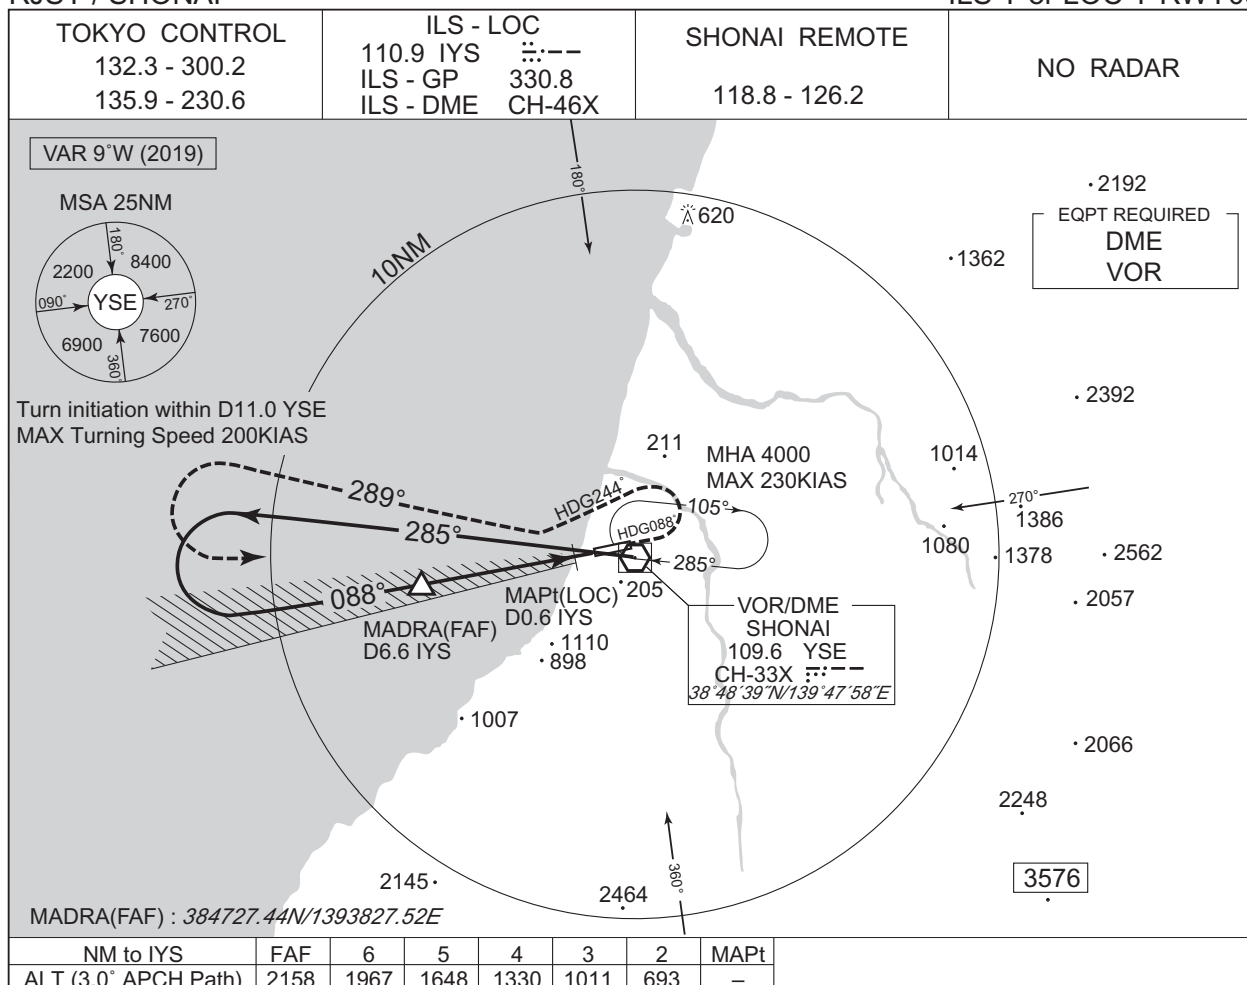 TOKYO CONTROL
132.3 - 300.2
135.9 - 230.6
ILS - LOC
110.9 IYS
ILS - GP 330.8
ILS - DME CH-46X
SHONAI REMOTE
118.8 - 126.2
NO RADAR
VAR 9°W (2019)
MSA 25NM
180°
2200
8400
090°
YSE
270°
6900
7600
360°
180°
620
10NM
2192
EQPT REQUIRED
DME
VOR
1362
2392
Turn initiation within D11.0 YSE
MAX Turning Speed 200KIAS
211
MHA 4000
MAX 230KIAS
1014
289°
HDG244°
105°
270°
1386
285°
HDG088°
1080
1378
2562
285°
088°
MAPt(LOC)
D0.6 IYS
205
2057
MADRA(FAF)
D6.6 IYS
1110
898
VOR/DME
SHONAI
109.6 YSE
CH-33X
38°48′39″N/139°47′58″E
1007
2066
2248
3576
2145
2464
360°
MADRA(FAF) : 384727.44N/1393827.52E
NM to IYS FAF 6 5 4 3 2 MAPt
ALT (3.0° APCH Path) 2158 1967 1648 1330 1011 693 –